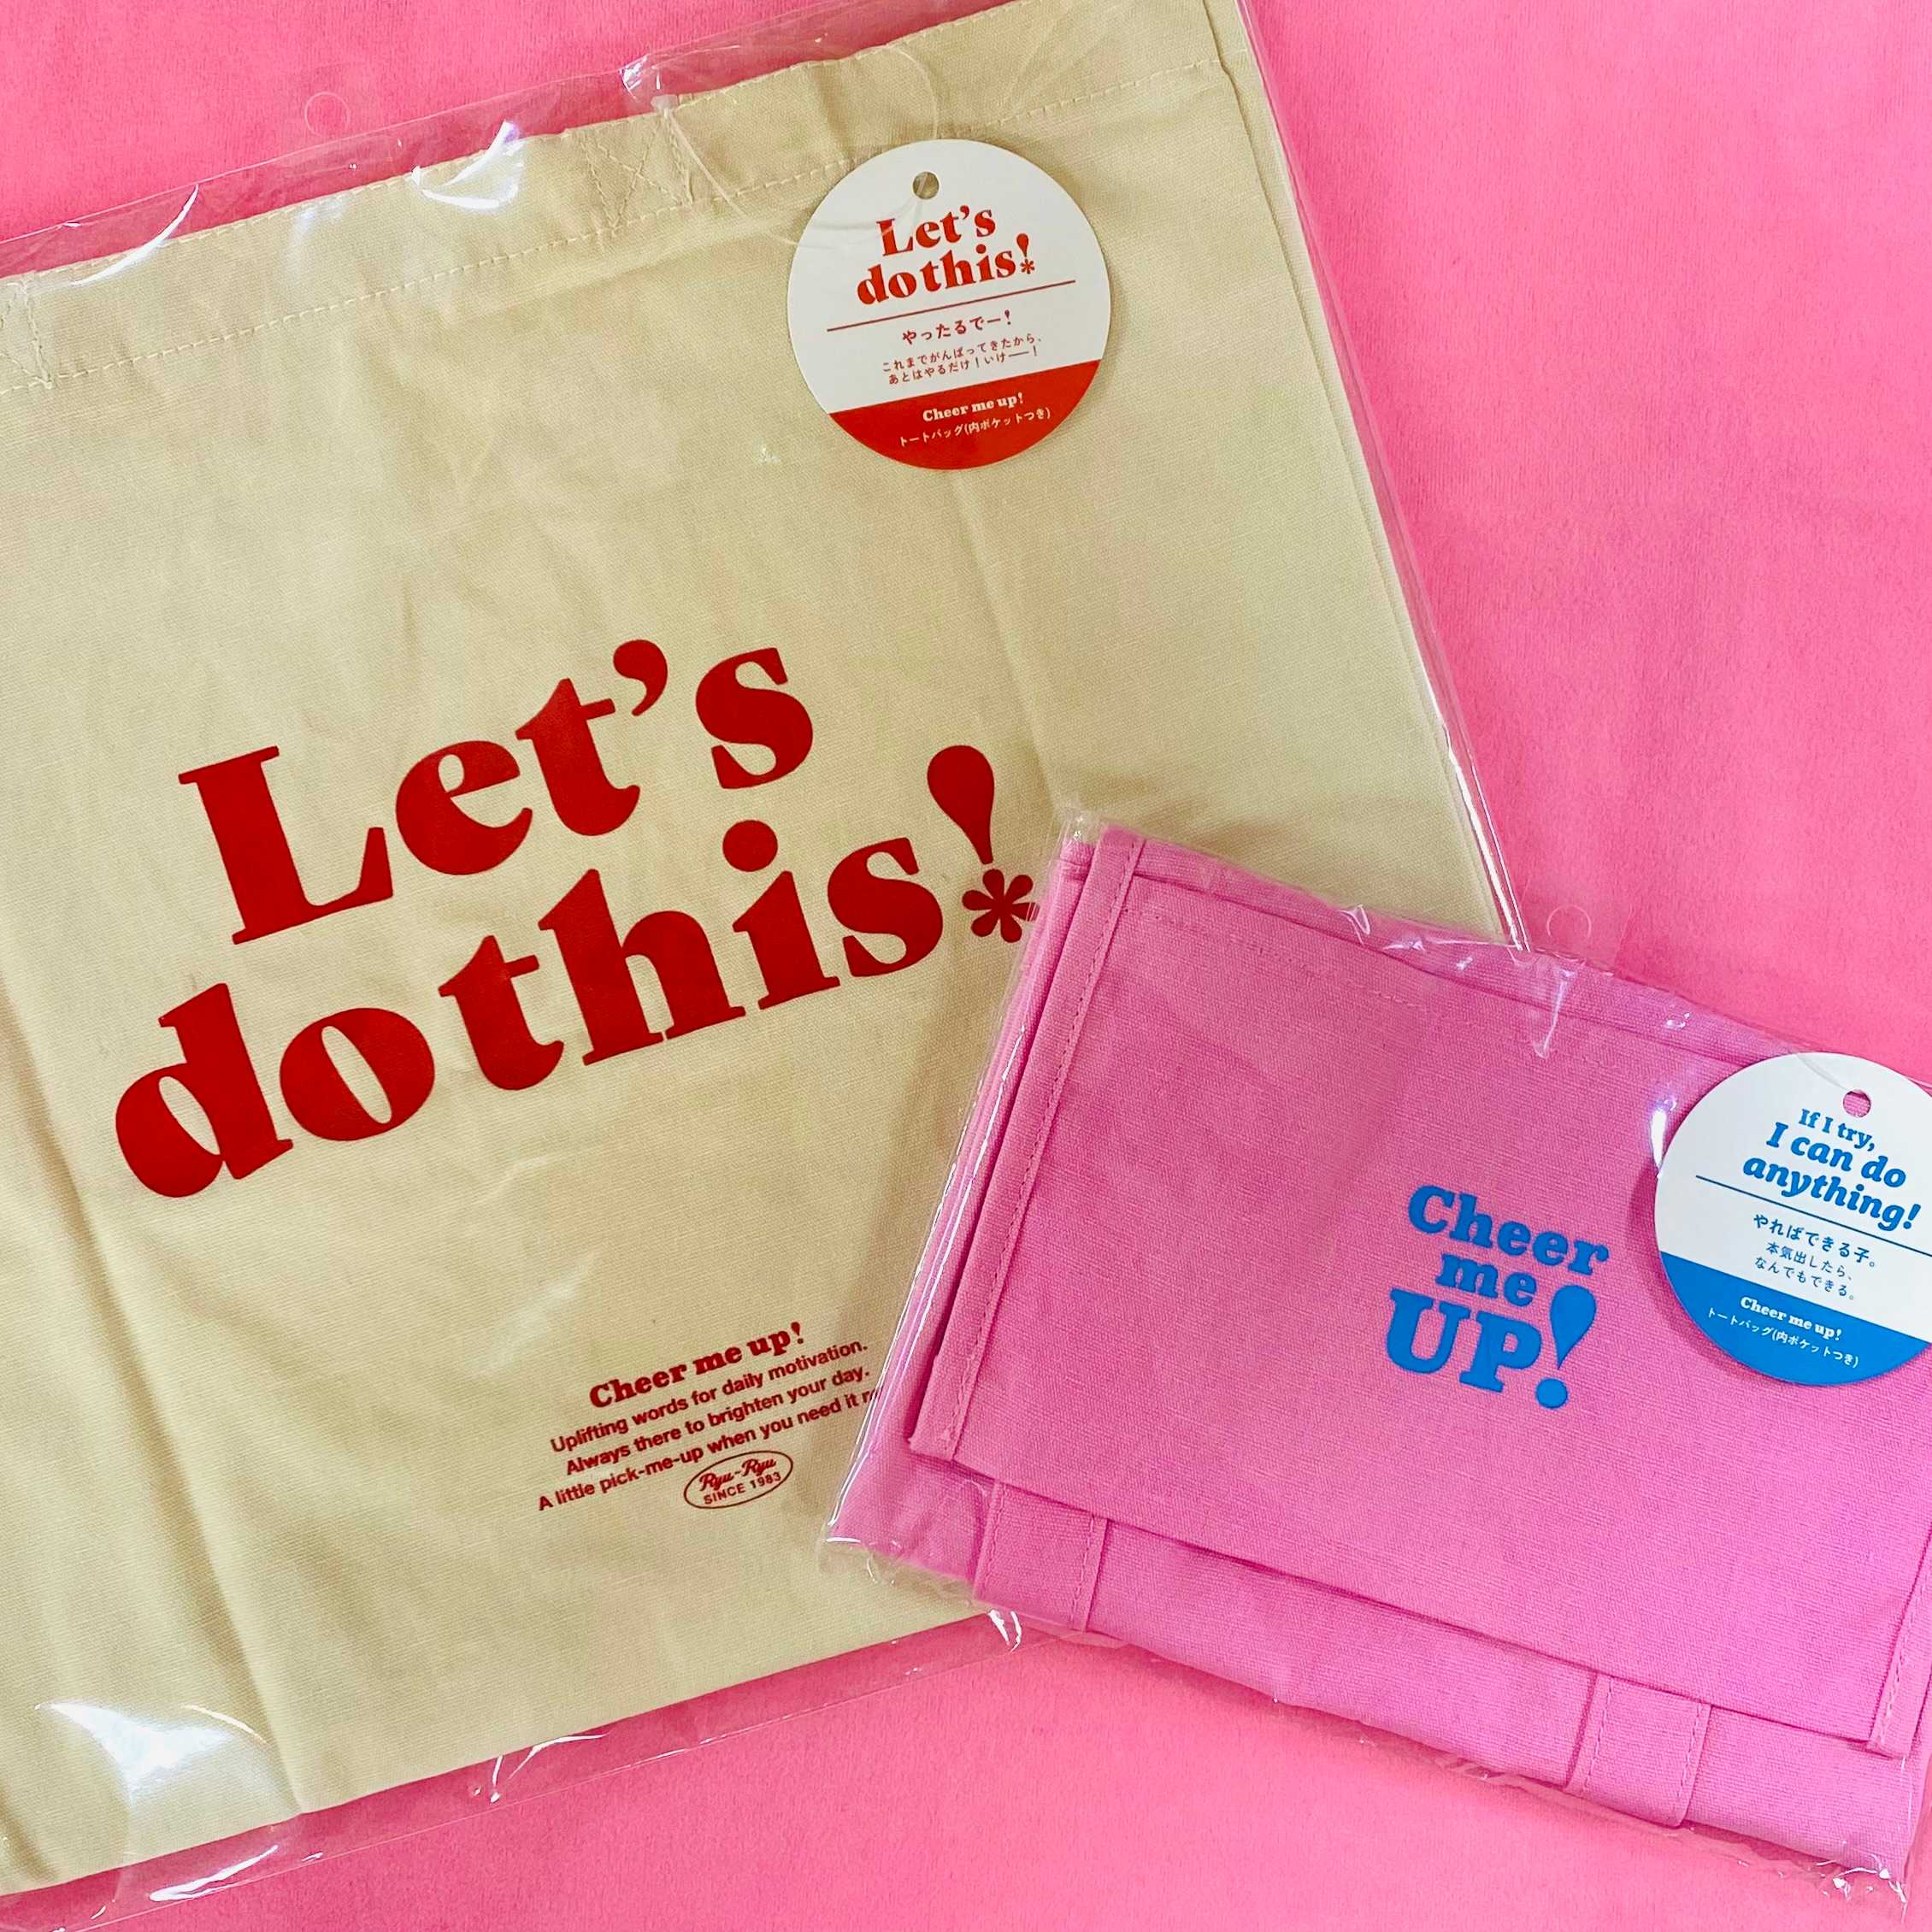 Let's
do this!
やったるでー！
これまでがんばってきたから、
あとはやるだけ！いけ──！
Cheer me up!
トートバッグ(内ポケットつき)
Let's
do this!
Cheer me up!
Uplifting words for daily motivation.
Always there to brighten your day.
A little pick-me-up when you need it
Ryu-Ryu
SINCE 1983
Cheer
me
UP!
If I try,
I can do
anything!
やればできる子。
本気出したら、
なんでもできる。
Cheer me up!
トートバッグ(内ポケットつき)